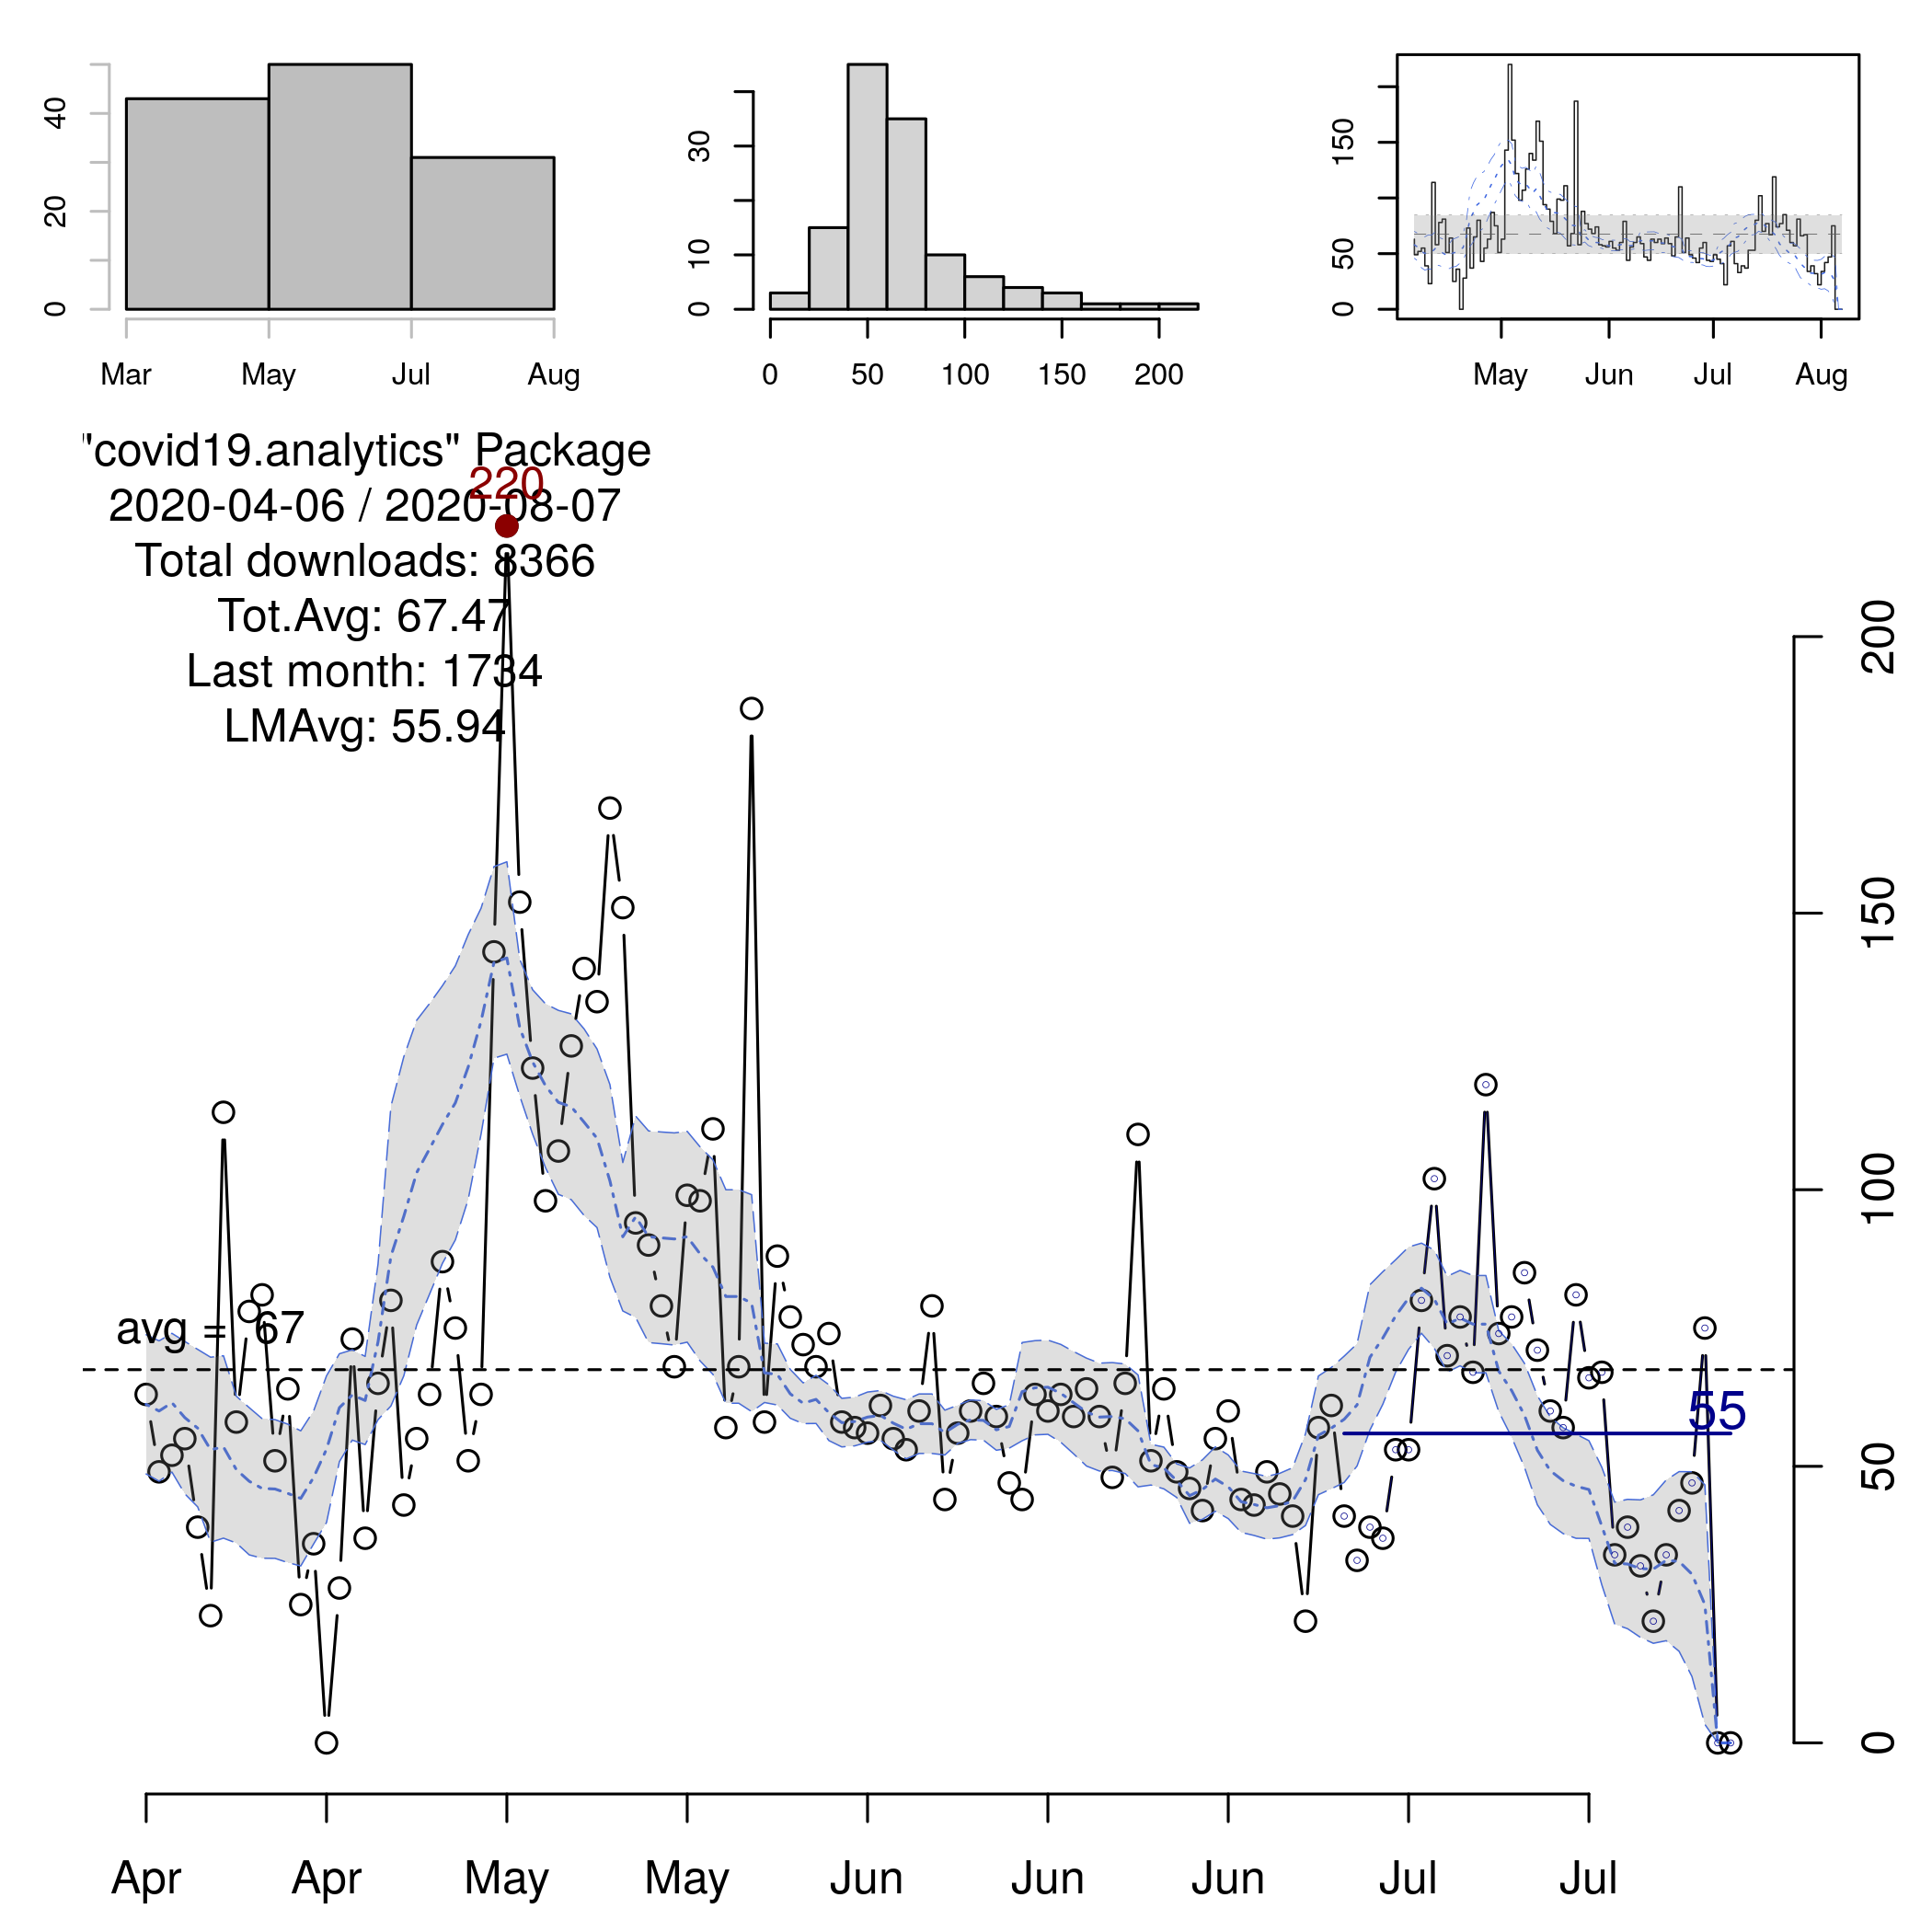 40
20
0
Mar May Jul Aug
30
10
0
0 50 100 150 200
150
50
0
May Jun Jul Aug
"covid19.analytics" Package
220
2020-04-06 / 2020-08-07
Total downloads: 8366
Tot.Avg: 67.47
Last month: 1734
LMAvg: 55.94
avg = 67
55
200
150
100
50
0
Apr Apr May May Jun Jun Jun Jul Jul